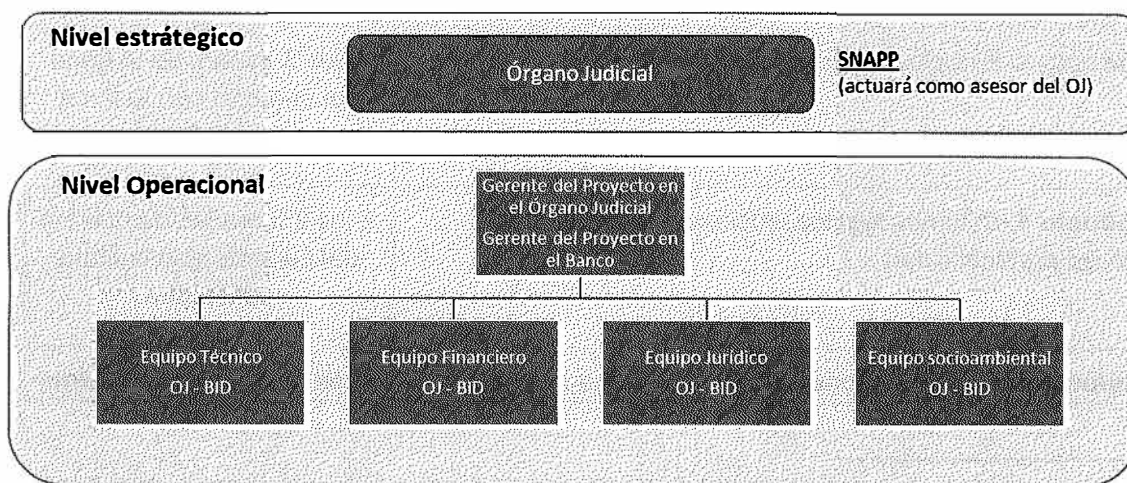 Nivel estrátegico
Órgano Judicial
SNAPP
(actuará como asesor del OJ)
Nivel Operacional
Gerente del Proyecto en
el Órgano Judicial
Gerente del Proyecto en
el Banco
Equipo Técnico
OJ - BID
Equipo Financiero
OJ - BID
Equipo Jurídico
OJ - BID
Equipo socioambiental
OJ - BID